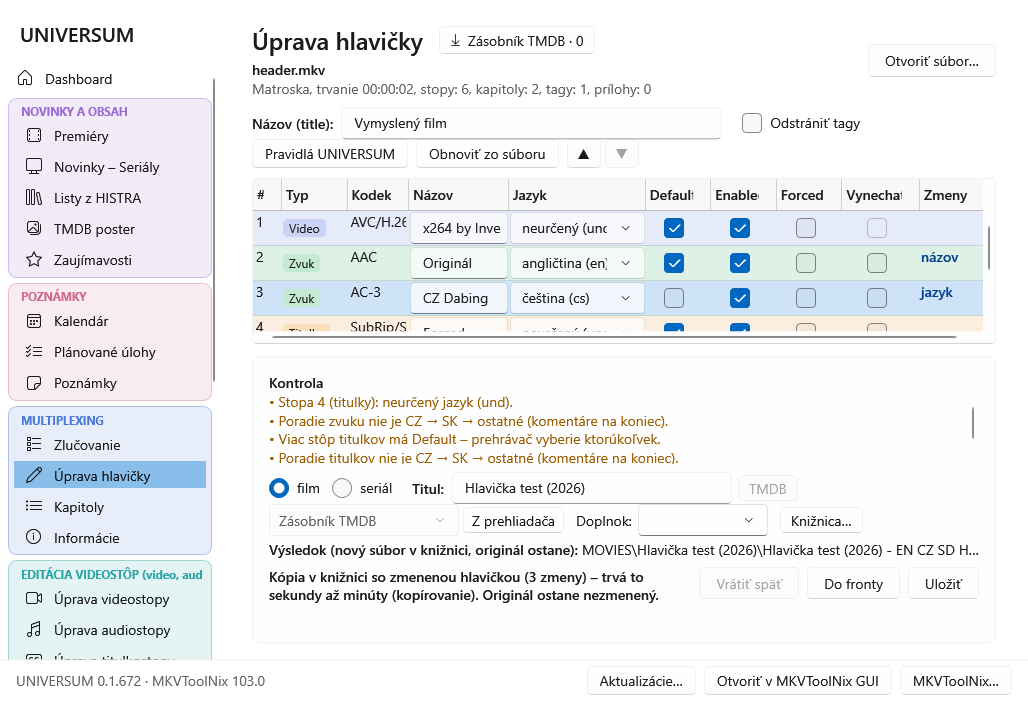 UNIVERSUM
Dashboard
NOVINKY A OBSAH
Premiéry
Novinky – Seriály
Listy z HISTRA
TMDB poster
Zaujímavosti
POZNÁMKY
Kalendár
Plánované úlohy
Poznámky
MULTIPLEXING
Zlučovanie
Úprava hlavičky
Kapitoly
Informácie
EDITÁCIA VIDEOSTÔP (video, aud
Úprava videostopy
Úprava audiostopy
Úprava hlavičky
Zásobník TMDB · 0
header.mkv
Matroska, trvanie 00:00:02, stopy: 6, kapitoly: 2, tagy: 1, prílohy: 0
Otvoriť súbor...
Názov (title): Vymyslený film
Odstrániť tagy
Pravidlá UNIVERSUM Obnoviť zo súboru ▲ ▼
# Typ Kodek Názov Jazyk Defaul Enable Forced Vynecha Zmeny
1 Video AVC/H.26 x264 by Inve neurčený (und
2 Zvuk AAC Originál angličtina (en) názov
3 Zvuk AC-3 CZ Dabing čeština (cs) jazyk
4 SubRip/S Forced
Kontrola
• Stopa 4 (titulky): neurčený jazyk (und).
• Poradie zvuku nie je CZ → SK → ostatné (komentáre na koniec).
• Viac stôp titulkov má Default – prehrávač vyberie ktorúkoľvek.
• Poradie titulkov nie je CZ → SK → ostatné (komentáre na koniec).
film seriál Titul: Hlavička test (2026) TMDB
Zásobník TMDB Z prehliadača Doplnok: Knižnica...
Výsledok (nový súbor v knižnici, originál ostane): MOVIES\Hlavička test (2026)\Hlavička test (2026) - EN CZ SD H...
Kópia v knižnici so zmenenou hlavičkou (3 zmeny) – trvá to
sekundy až minúty (kopírovanie). Originál ostane nezmenený.
Vrátiť späť Do fronty Uložiť
UNIVERSUM 0.1.672 · MKVToolNix 103.0
Aktualizácie... Otvoriť v MKVToolNix GUI MKVToolNix...